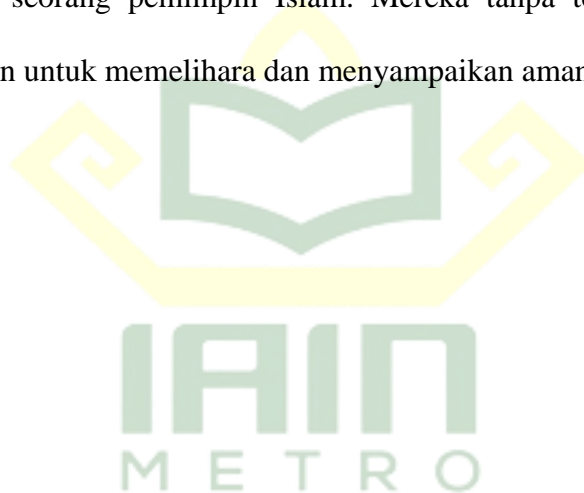 seorang pemimpin Islam. Mereka tanpa
untuk memelihara dan menyampaikan
IAIN
METRO